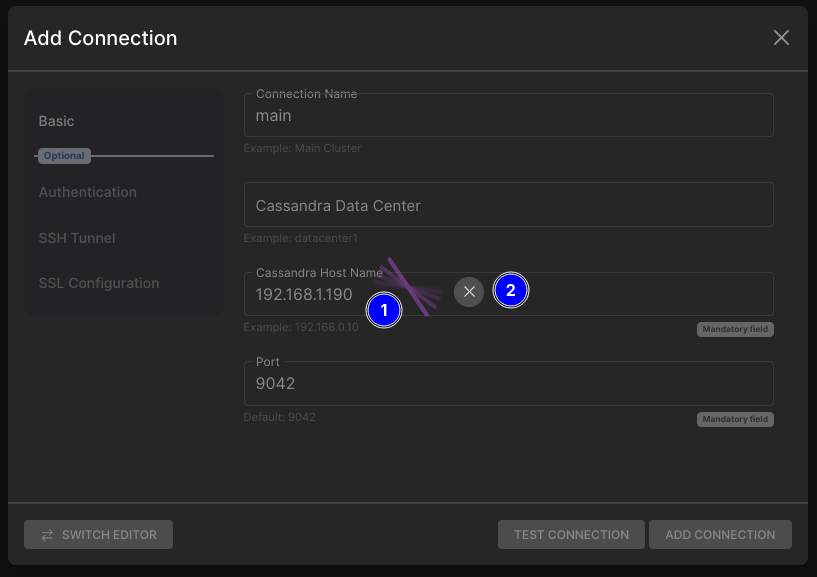 Add Connection
Basic
Optional
Authentication
SSH Tunnel
SSL Configuration
Connection Name
main
Example: Main Cluster
Cassandra Data Center
Example: datacenter1
Cassandra Host Name
192.168.1.190
1
2
Example: 192.168.0.10
Mandatory field
Port
9042
Default: 9042
Mandatory field
SWITCH EDITOR
TEST CONNECTION
ADD CONNECTION